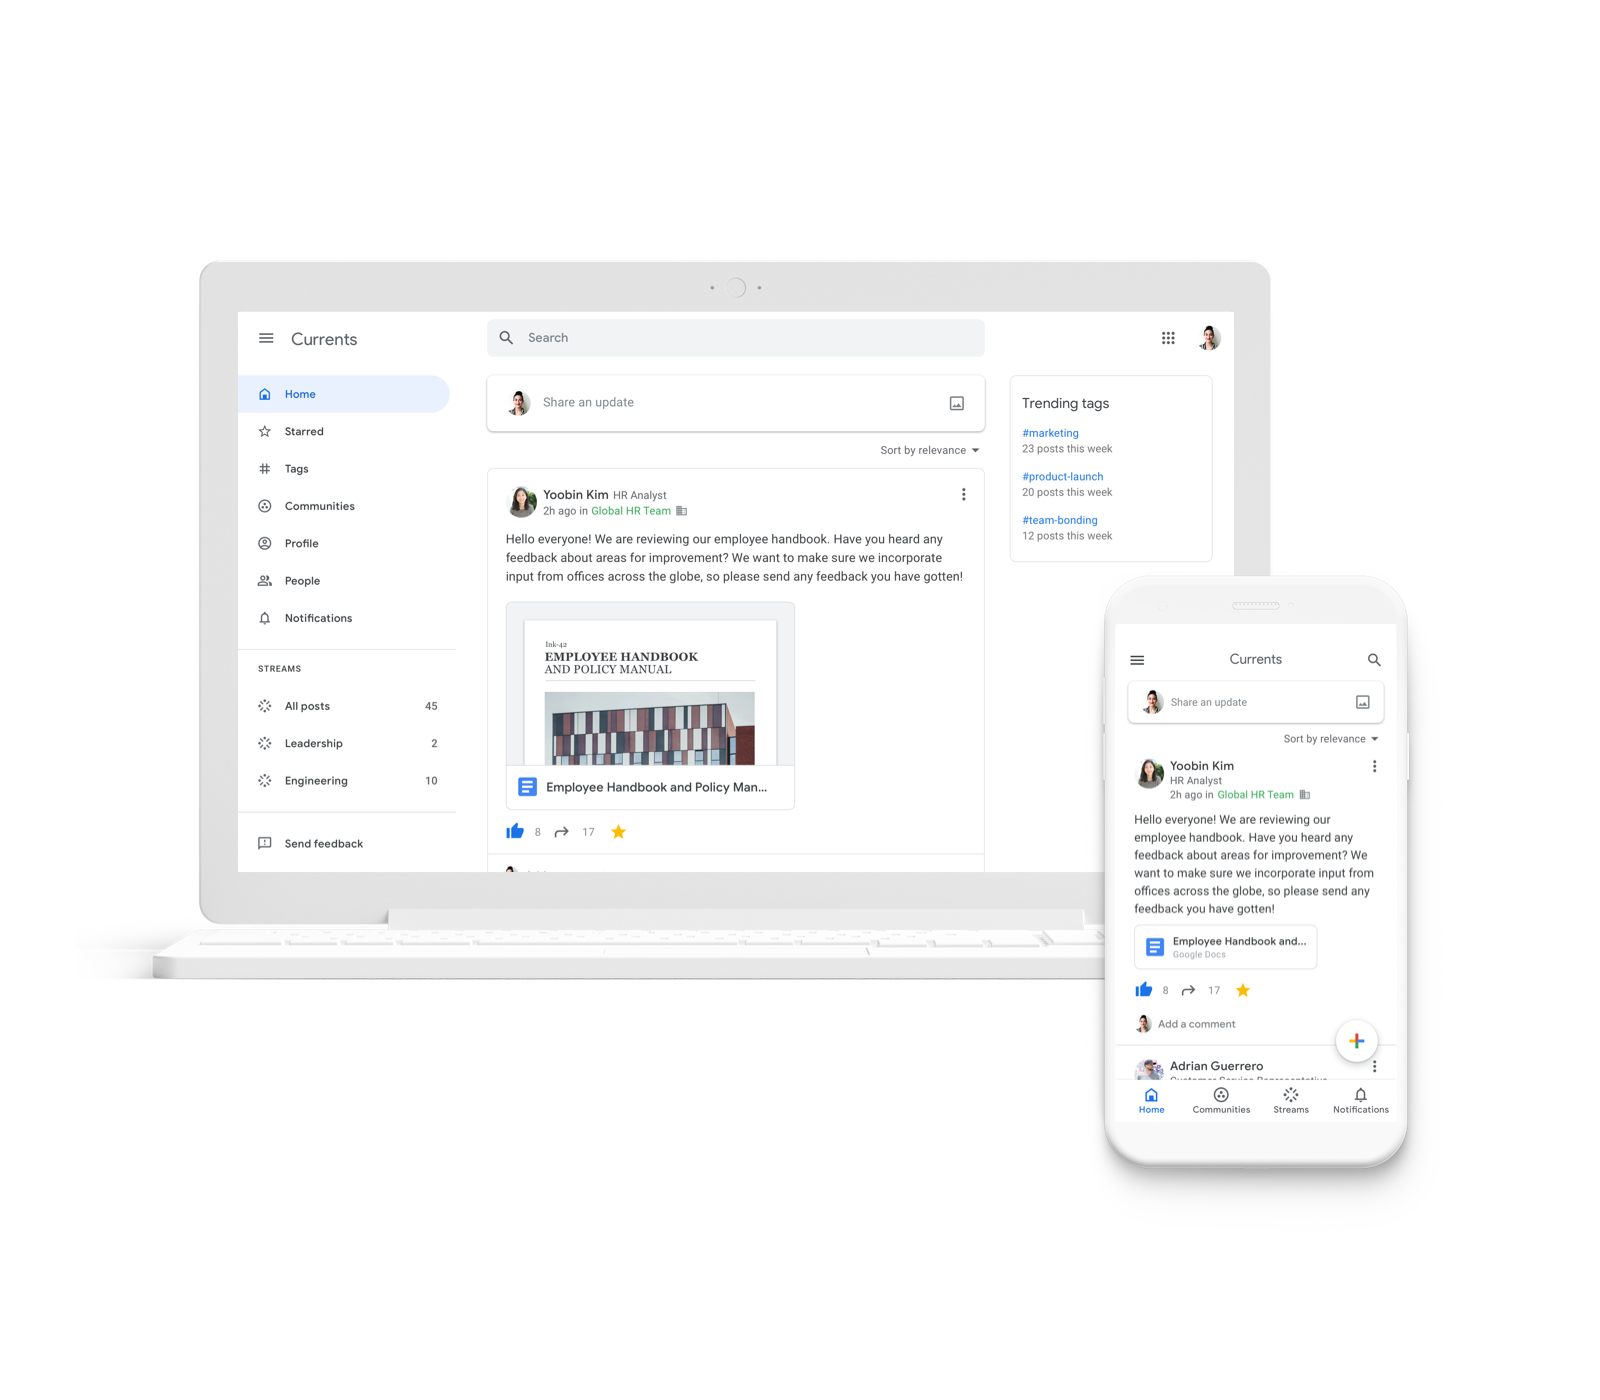 Currents
Search
Home
Starred
Tags
Communities
Profile
People
Notifications
STREAMS
All posts 45
Leadership 2
Engineering 10
Send feedback
Share an update
Sort by relevance
Yoobin Kim HR Analyst
2h ago in Global HR Team
Hello everyone! We are reviewing our employee handbook. Have you heard any
feedback about areas for improvement? We want to make sure we incorporate
input from offices across the globe, so please send any feedback you have gotten!
Ink-42
EMPLOYEE HANDBOOK
AND POLICY MANUAL
Employee Handbook and Policy Man...
8 17
Trending tags
#marketing
23 posts this week
#product-launch
20 posts this week
#team-bonding
12 posts this week
Currents
Share an update
Sort by relevance
Yoobin Kim
HR Analyst
2h ago in Global HR Team
Hello everyone! We are reviewing our
employee handbook. Have you heard any
feedback about areas for improvement? We
want to make sure we incorporate input from
offices across the globe, so please send any
feedback you have gotten!
Employee Handbook and...
Google Docs
8 17
Add a comment
Adrian Guerrero
Customer Service Representative
Home Communities Streams Notifications